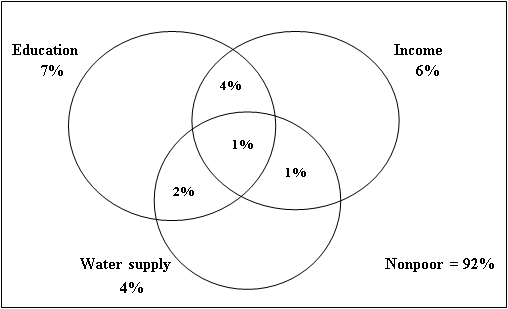 Education
7%
Income
6%
4%
1%
1%
2%
Water supply
4%
Nonpoor = 92%